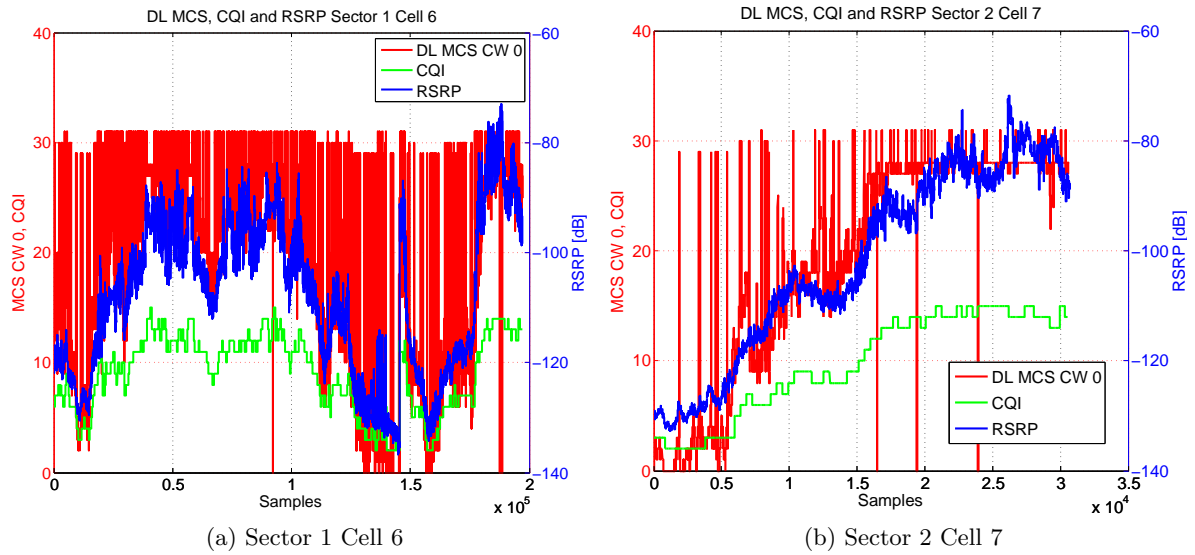 DL MCS, CQI and RSRP Sector 1 Cell 6
40
30
20
10
0
MCS CW 0, CQI
DL MCS CW 0
CQI
RSRP
−60
−80
−100
−120
−140
RSRP [dB]
0
0.5
1
1.5
2
Samples
x 10^5
(a) Sector 1 Cell 6
DL MCS, CQI and RSRP Sector 2 Cell 7
40
30
20
10
0
MCS CW 0, CQI
DL MCS CW 0
CQI
RSRP
−60
−80
−100
−120
−140
RSRP [dB]
0
0.5
1
1.5
2
2.5
3
3.5
Samples
x 10^4
(b) Sector 2 Cell 7